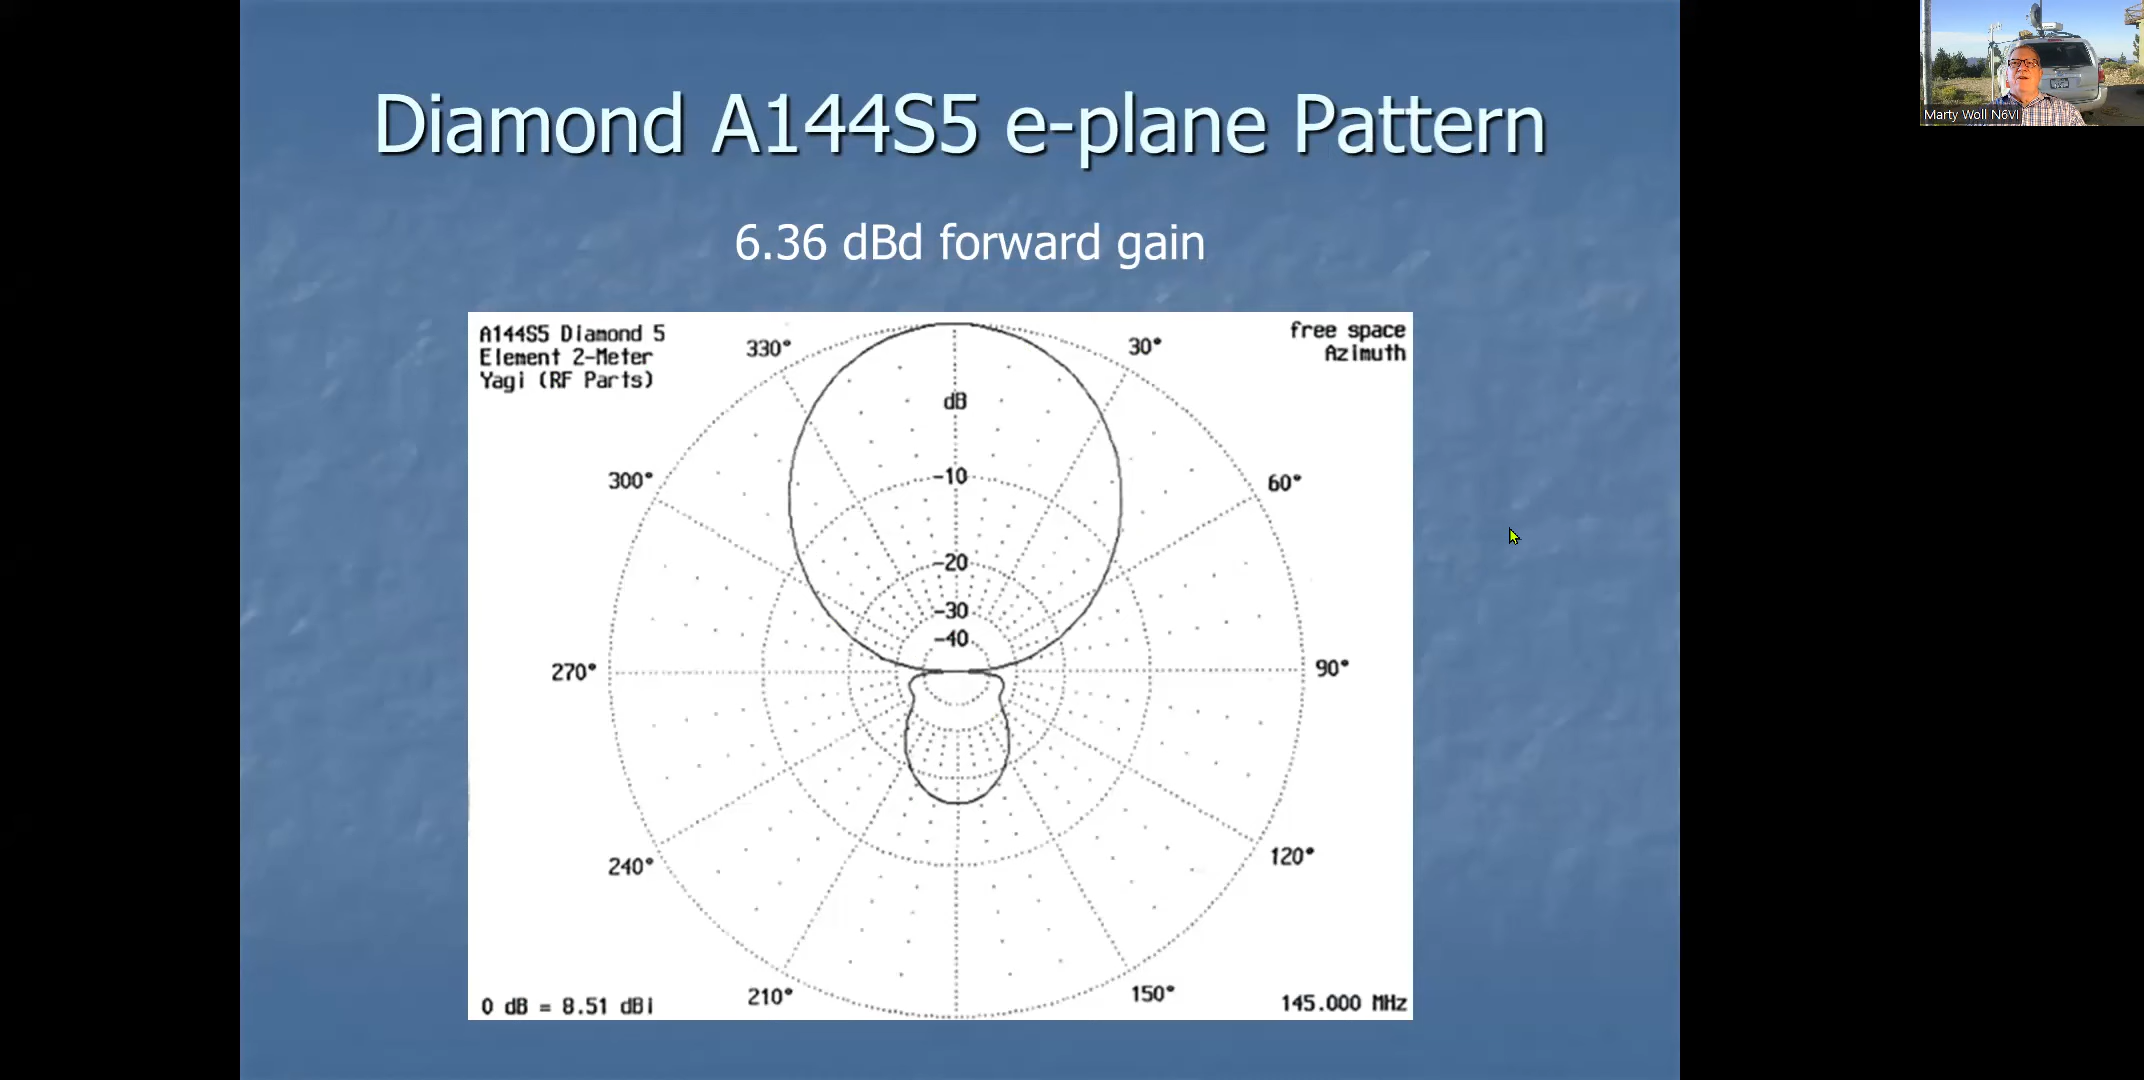 Diamond A144S5 e-plane Pattern
Marty Woll N6VI
6.36 dBd forward gain
A144S5 Diamond 5
Element 2-Meter
Yagi (RF Parts)
free space
Azimuth
330°
30°
dB
-10
300°
60°
-20
-30
-40
270°
90°
240°
120°
210°
150°
0 dB = 8.51 dBi
145.000 MHz